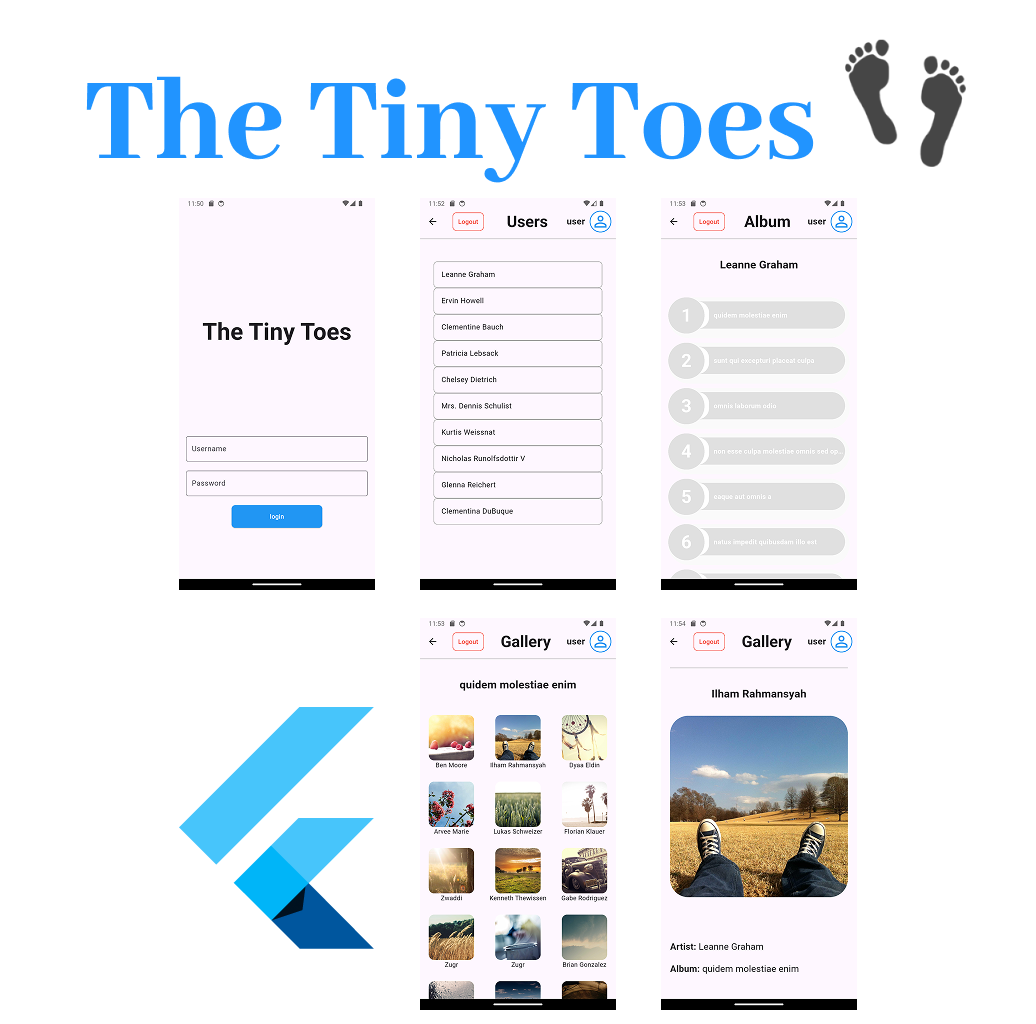 The Tiny Toes
11:50
The Tiny Toes
Username
Password
login
11:52
Logout
Users
user
Leanne Graham
Ervin Howell
Clementine Bauch
Patricia Lebsack
Chelsey Dietrich
Mrs. Dennis Schulist
Kurtis Weissnat
Nicholas Runolfsdottir V
Glenna Reichert
Clementina DuBuque
11:53
Logout
Album
user
Leanne Graham
1 quidem molestiae enim
2 sunt qui excepturi placeat culpa
3 omnis laborum odio
4 non esse culpa molestiae omnis sed op...
5 eaque aut omnis a
6 natus impedit quibusdam illo est
11:53
Logout
Gallery
user
quidem molestiae enim
Ben Moore
Ilham Rahmansyah
Dyaa Eldin
Arvee Marie
Lukas Schweizer
Florian Klauer
Zwaddi
Kenneth Thewissen
Gabe Rodriguez
Zugr
Zugr
Brian Gonzalez
11:54
Logout
Gallery
user
Ilham Rahmansyah
Artist: Leanne Graham
Album: quidem molestiae enim